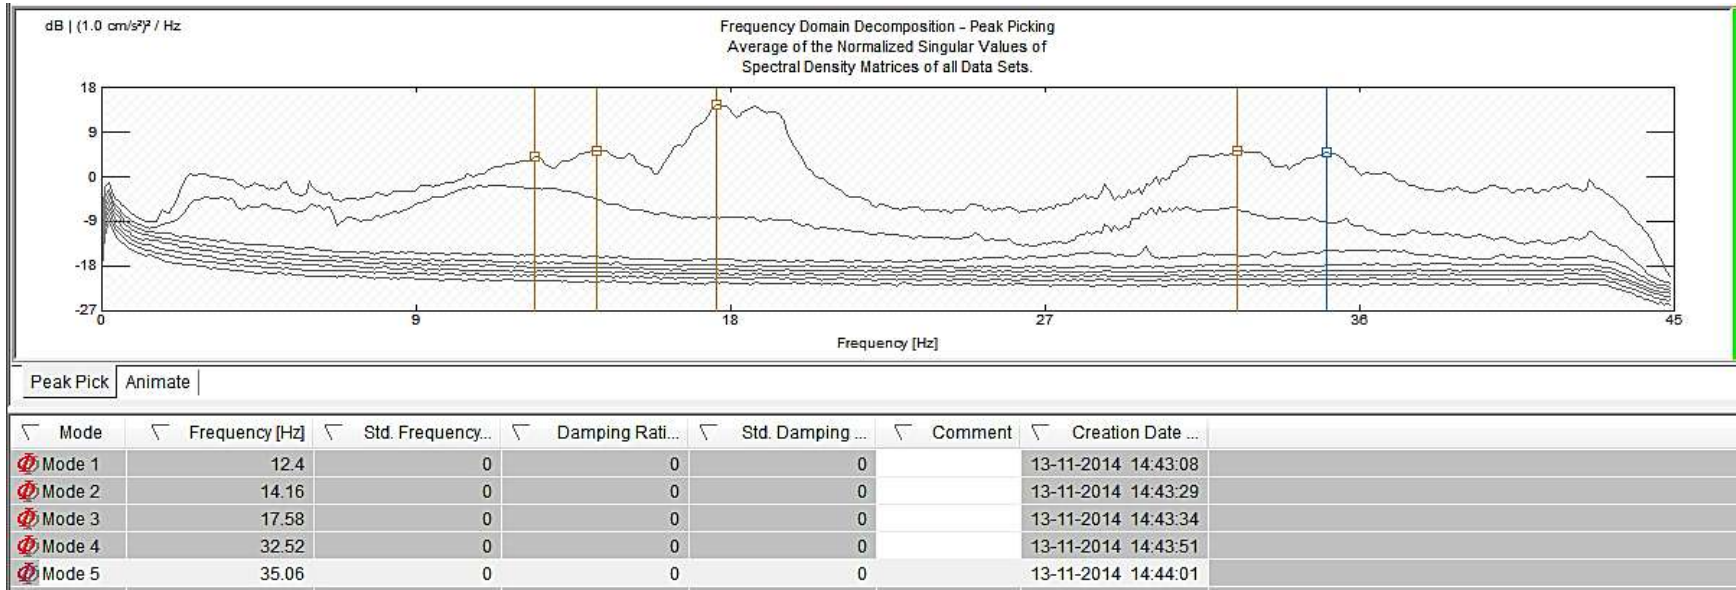 dB | (1.0 cm/s²)² / Hz
Frequency Domain Decomposition - Peak Picking
Average of the Normalized Singular Values of
Spectral Density Matrices of all Data Sets.
18
9
0
-9
-18
-27
0 9 18 27 36 45
Frequency [Hz]
Peak Pick Animate
Mode Frequency [Hz] Std. Frequency... Damping Rati... Std. Damping ... Comment Creation Date ...
Mode 1 12.4 0 0 0 13-11-2014 14:43:08
Mode 2 14.16 0 0 0 13-11-2014 14:43:29
Mode 3 17.58 0 0 0 13-11-2014 14:43:34
Mode 4 32.52 0 0 0 13-11-2014 14:43:51
Mode 5 35.06 0 0 0 13-11-2014 14:44:01